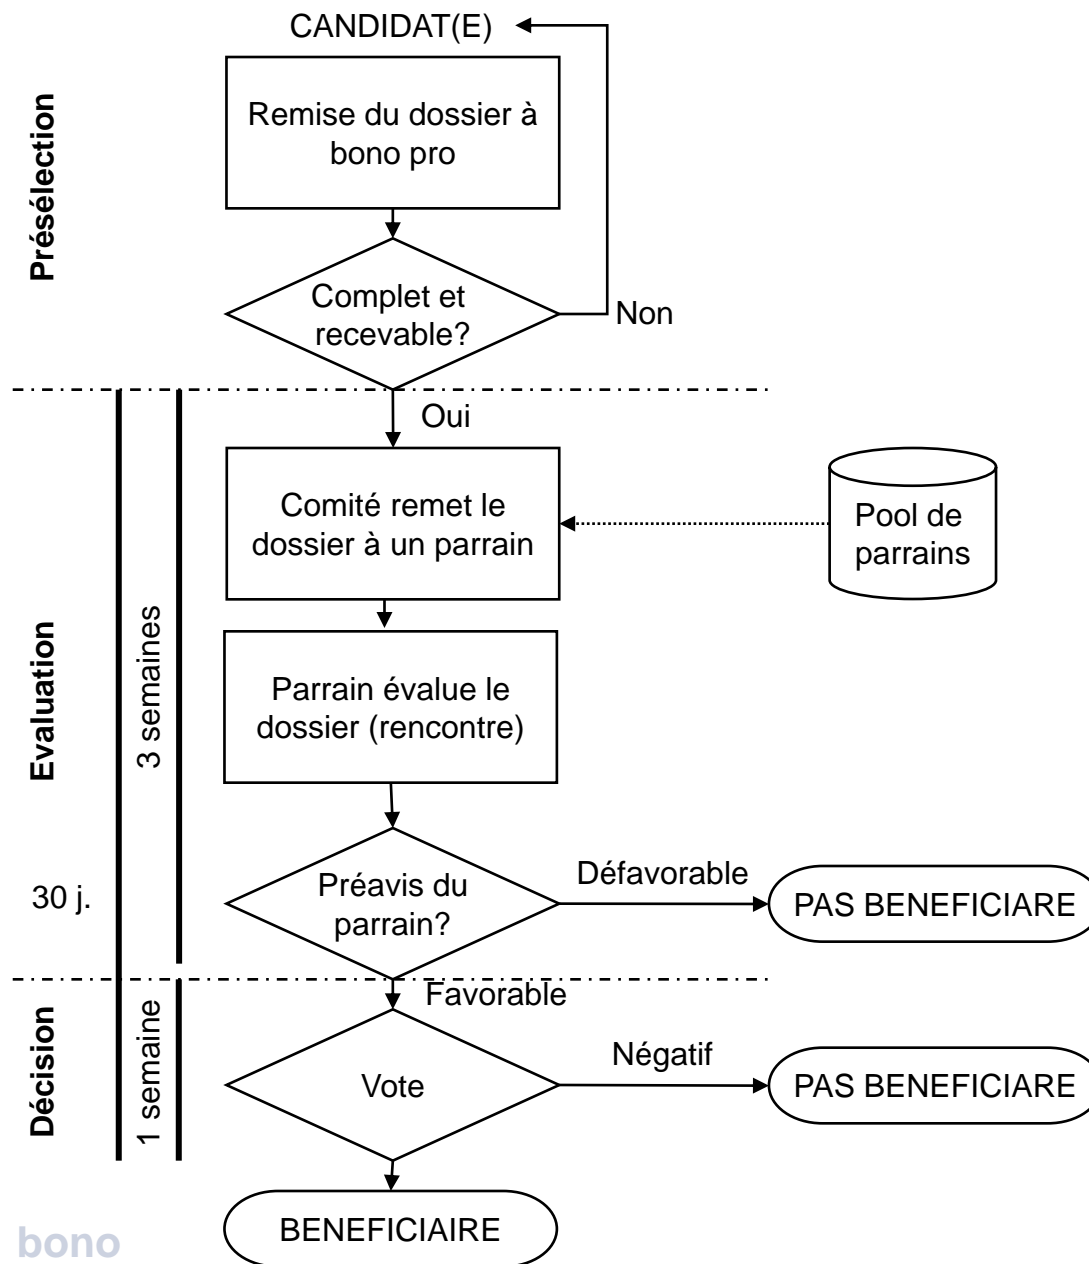 CANDIDAT(E)
Présélection
Remise du dossier à
bono pro
Complet et
recevable?
Non
Oui
Evaluation
3 semaines
Comité remet le
dossier à un parrain
Pool de
parrains
Parrain évalue le
dossier (rencontre)
30 j.
Préavis du
parrain?
Défavorable
PAS BENEFICIARE
Favorable
Décision
1 semaine
Vote
Négatif
PAS BENEFICIARE
BENEFICIAIRE
bono